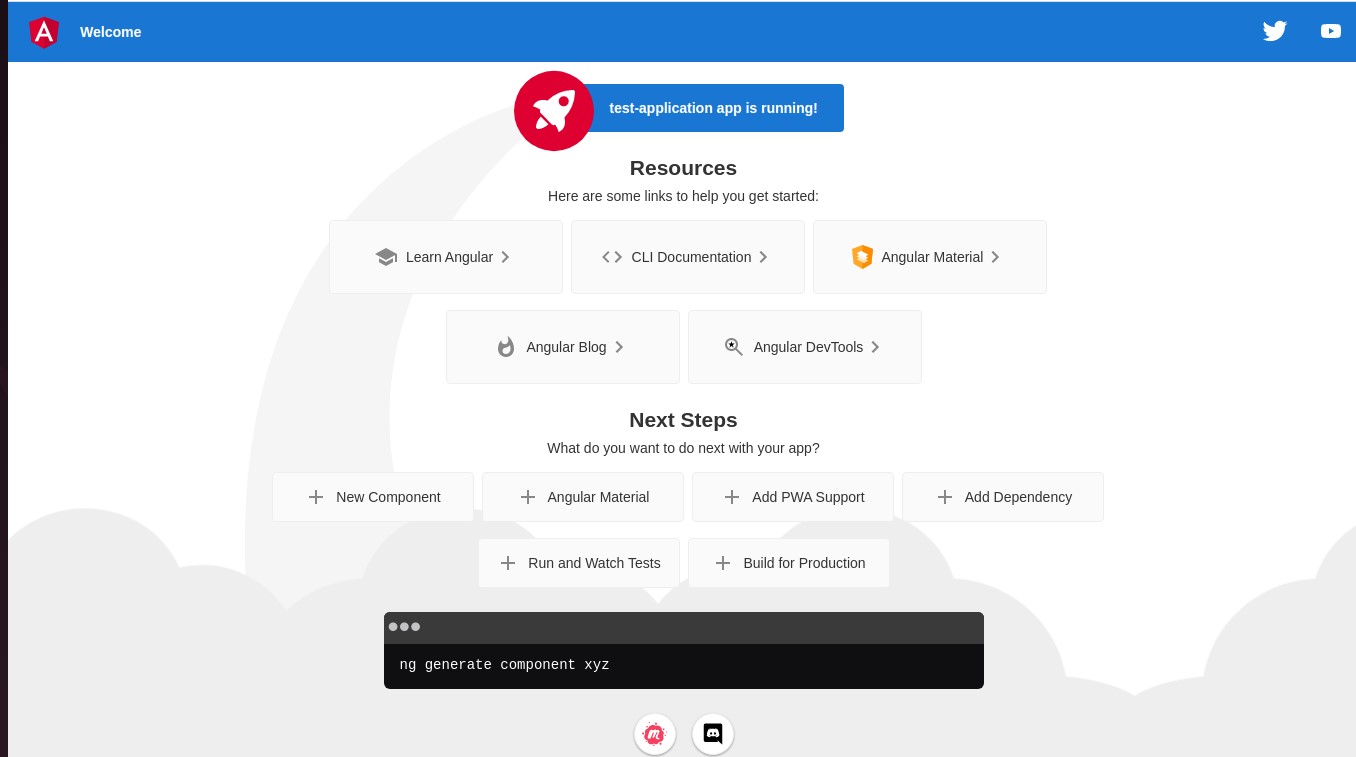 Welcome
test-application app is running!
Resources
Here are some links to help you get started:
Learn Angular
CLI Documentation
Angular Material
Angular Blog
Angular DevTools
Next Steps
What do you want to do next with your app?
New Component
Angular Material
Add PWA Support
Add Dependency
Run and Watch Tests
Build for Production
ng generate component xyz